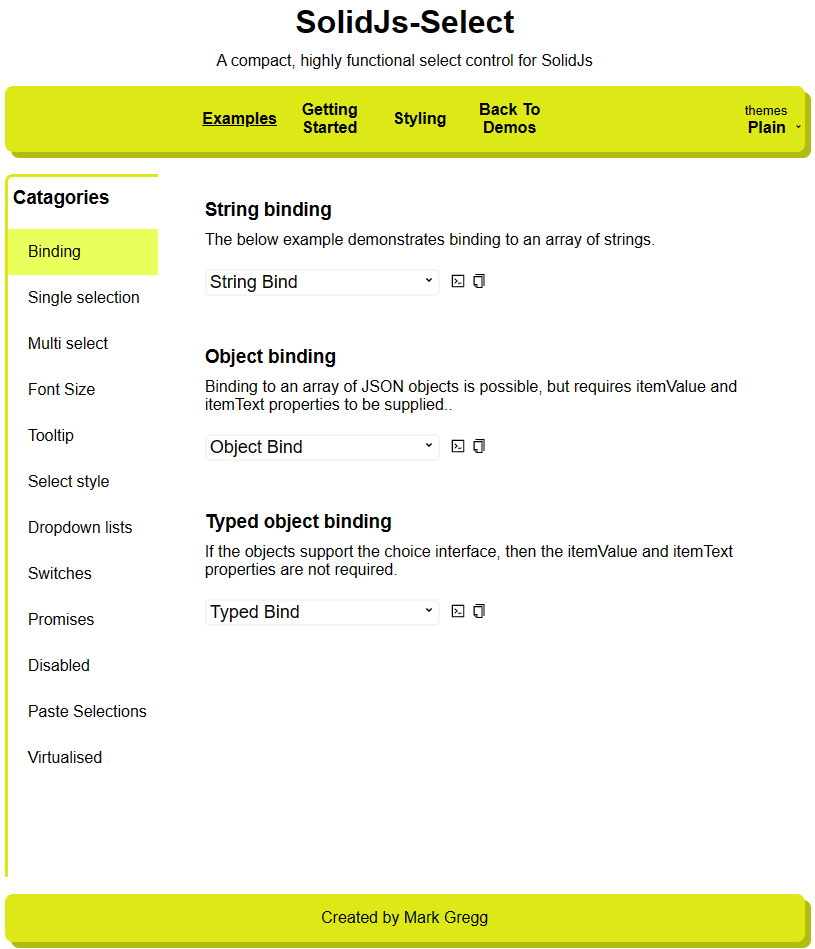 SolidJs-Select
A compact, highly functional select control for SolidJs
Examples
Getting
Started
Styling
Back To
Demos
themes
Plain
Catagories
Binding
Single selection
Multi select
Font Size
Tooltip
Select style
Dropdown lists
Switches
Promises
Disabled
Paste Selections
Virtualised
String binding
The below example demonstrates binding to an array of strings.
String Bind
Object binding
Binding to an array of JSON objects is possible, but requires itemValue and
itemText properties to be supplied..
Object Bind
Typed object binding
If the objects support the choice interface, then the itemValue and itemText
properties are not required.
Typed Bind
Created by Mark Gregg